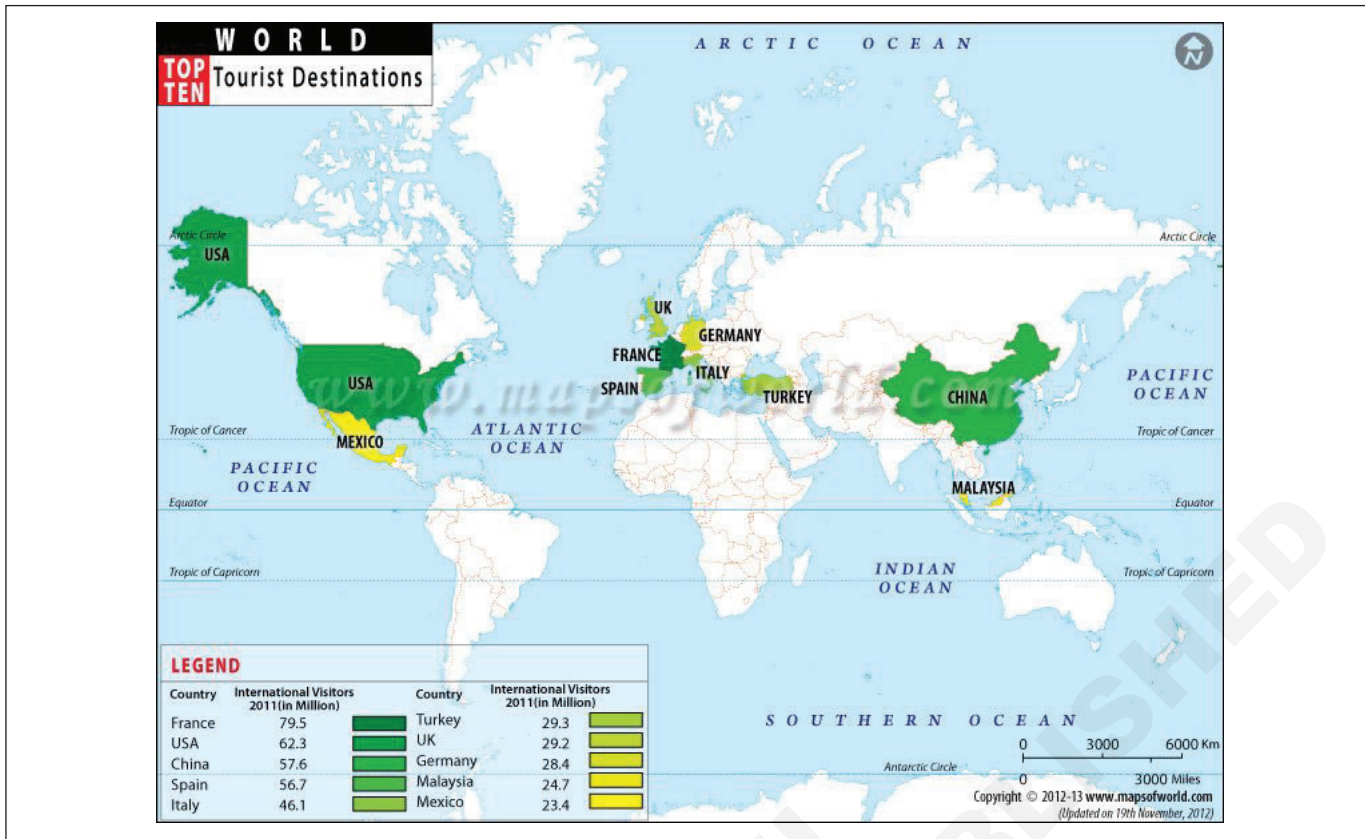 WORLD
TOP TEN
Tourist Destinations
ARCTIC OCEAN
N
Arctic Circle
Arctic Circle
USA
UK
GERMANY
FRANCE
ITALY
SPAIN
TURKEY
USA
CHINA
www.mapsofworld.com
PACIFIC
OCEAN
MEXICO
ATLANTIC
OCEAN
Tropic of Cancer
Tropic of Cancer
PACIFIC
OCEAN
MALAYSIA
Equator
Equator
INDIAN
OCEAN
Tropic of Capricorn
Tropic of Capricorn
LEGEND
Country International Visitors 2011(in Million) Country International Visitors 2011(in Million)
France 79.5 Turkey 29.3
USA 62.3 UK 29.2
China 57.6 Germany 28.4
Spain 56.7 Malaysia 24.7
Italy 46.1 Mexico 23.4
SOUTHERN OCEAN
0 3000 6000 Km
Antarctic Circle
0 3000 Miles
Copyright © 2012-13 www.mapsofworld.com
(Updated on 19th November, 2012)